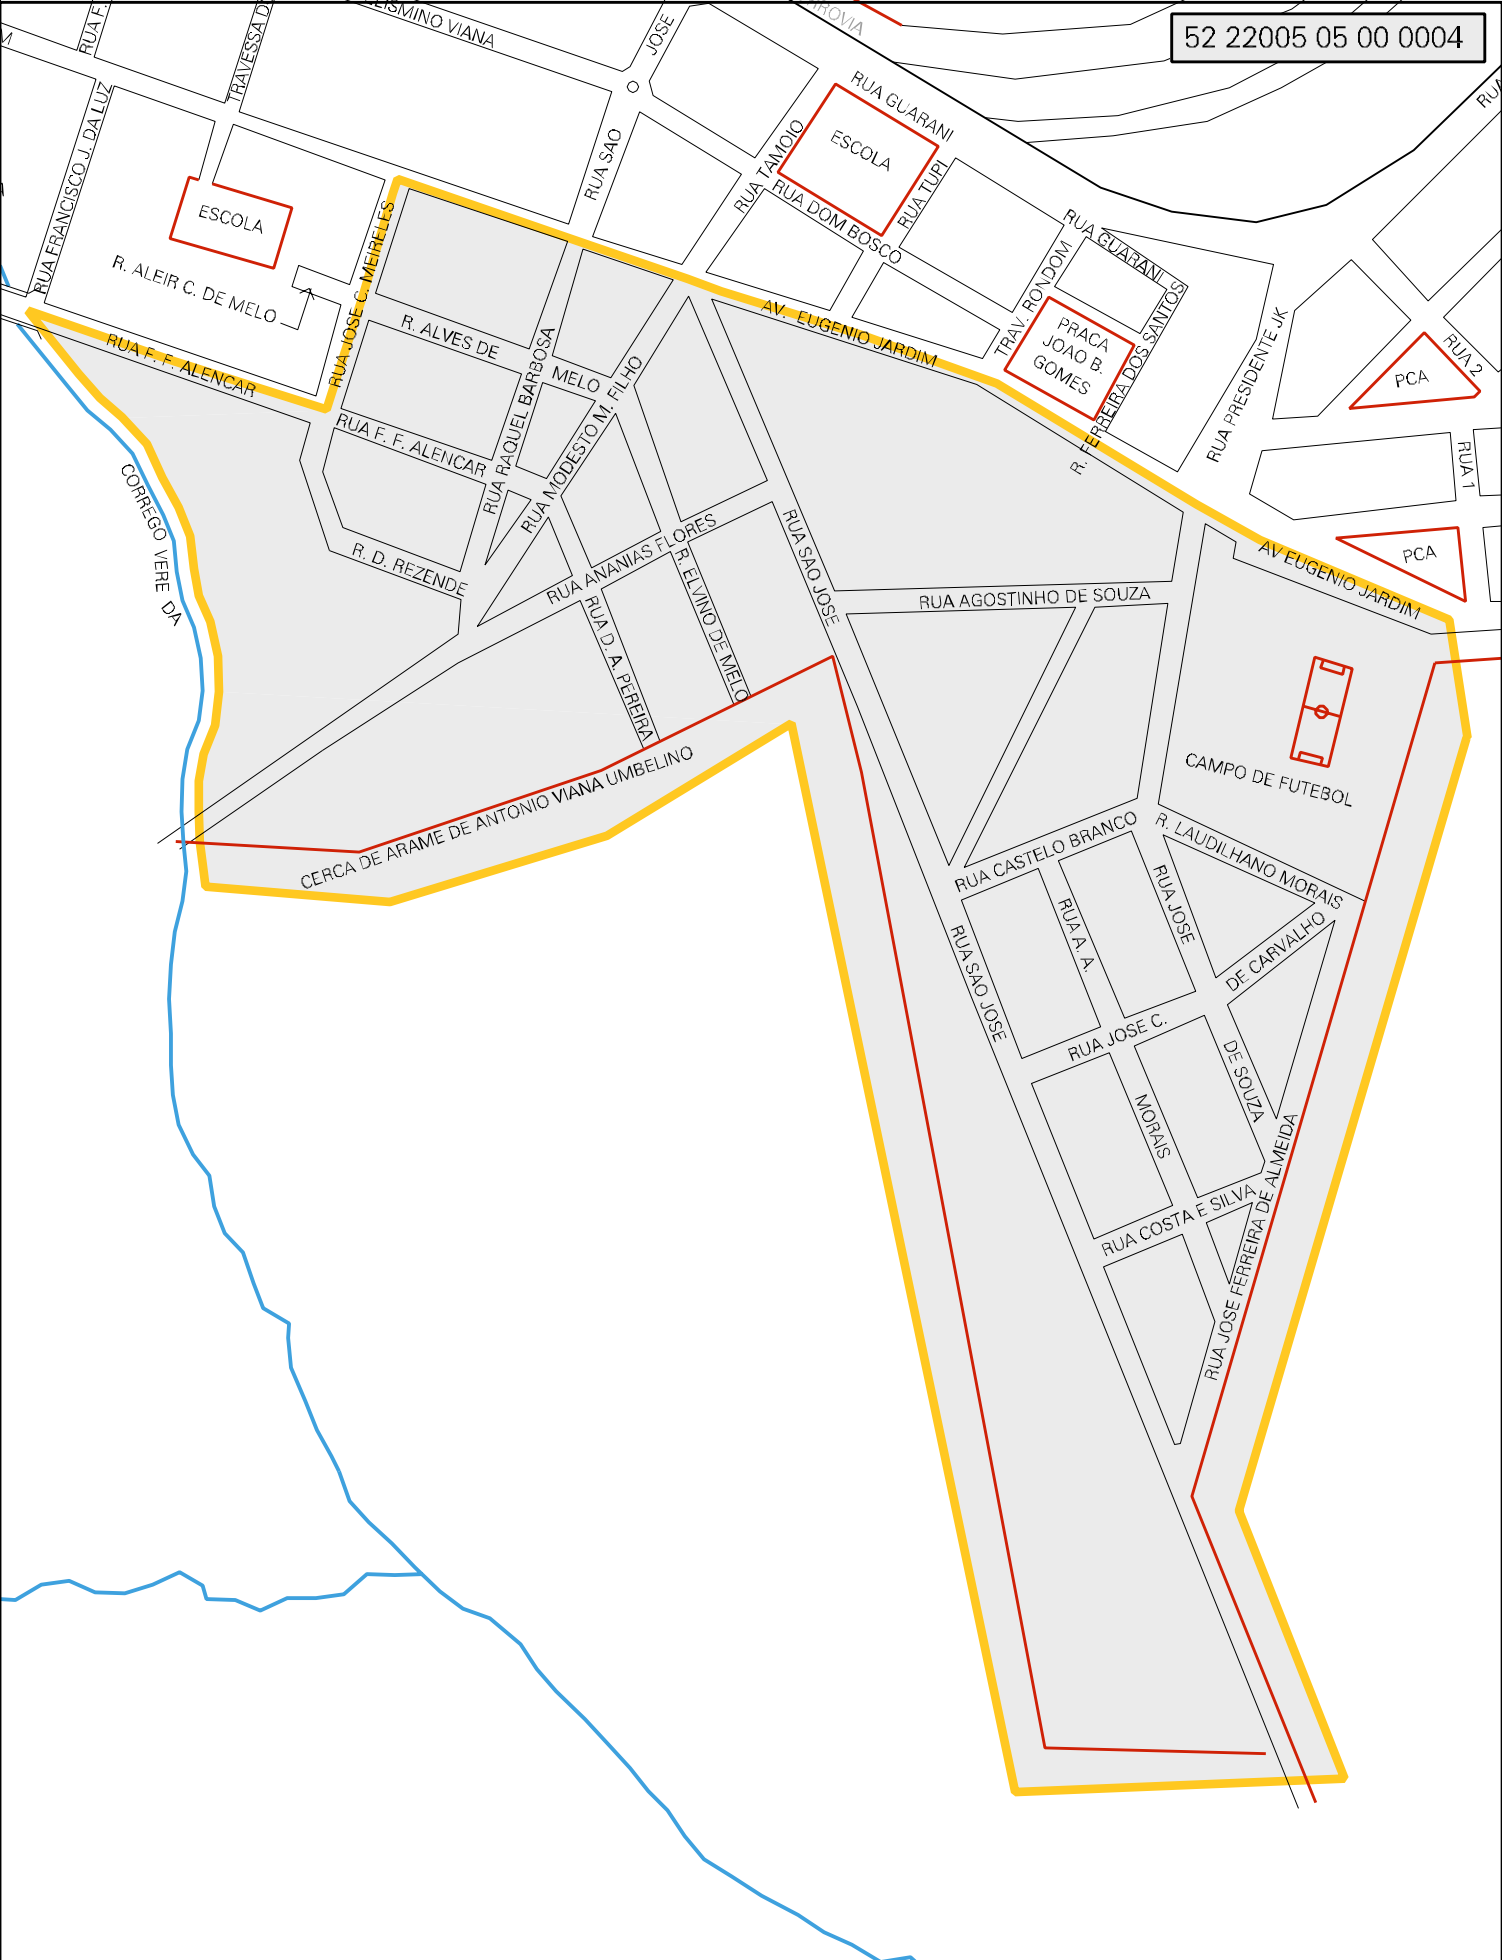 52 22005 05 00 0004
RUA F.
TRAVESSA D
ISMINO VIANA
JOSE
ROVIA
RUA
RUA FRANCISCO J. DA LUZ
ESCOLA
R. ALEIR C. DE MELO
RUA SAO
RUA TAMOIO
RUA GUARANI
ESCOLA
RUA TUPI
RUA DOM BOSCO
RUA GUARANI
TRAV. RONDOM
PRACA
JOAO B.
GOMES
R. FERREIRA DOS SANTOS
RUA PRESIDENTE JK
RUA 2
PCA
RUA 1
PCA
RUA JOSE C. MEIRELES
RUA F. F. ALENCAR
R. ALVES DE
MELO
AV. EUGENIO JARDIM
RUA RAQUEL BARBOSA
RUA MODESTO M. FILHO
RUA F. F. ALENCAR
R. D. REZENDE
CORREGO VERE DA
RUA ANANIAS FLORES
R. ELVINO DE MELO
RUA D. A. PEREIRA
RUA SAO JOSE
RUA AGOSTINHO DE SOUZA
AV EUGENIO JARDIM
CAMPO DE FUTEBOL
CERCA DE ARAME DE ANTONIO VIANA UMBELINO
RUA CASTELO BRANCO
R. LAUDILHANO MORAIS
RUA SAO JOSE
RUA A. A.
RUA JOSE
DE CARVALHO
RUA JOSE C.
DE SOUZA
MORAIS
RUA COSTA E SILVA
RUA JOSE FERREIRA DE ALMEIDA